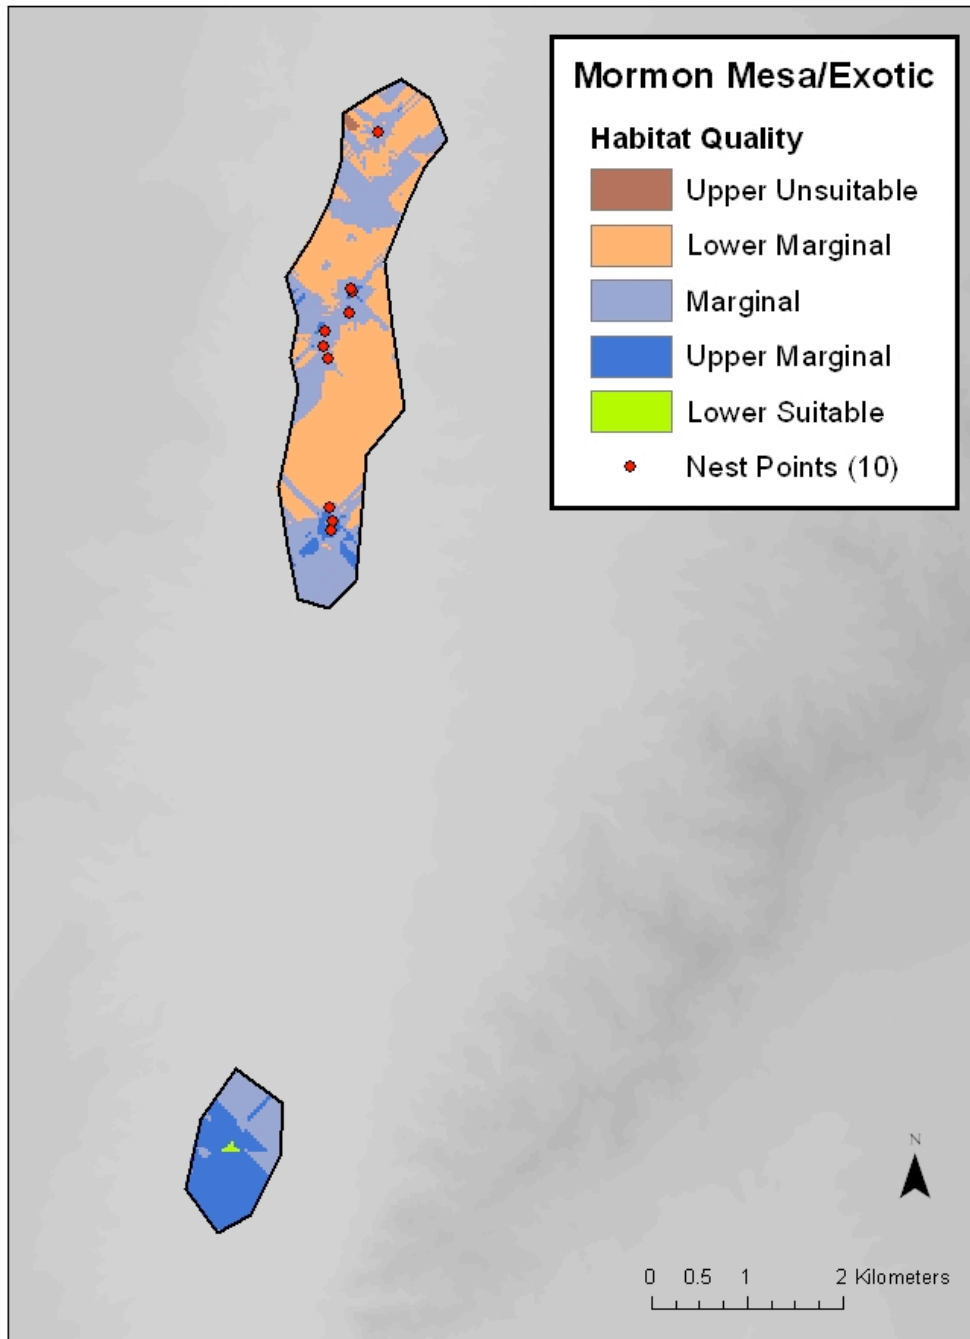 Mormon Mesa/Exotic
Habitat Quality
Upper Unsuitable
Lower Marginal
Marginal
Upper Marginal
Lower Suitable
Nest Points (10)
N
0 0.5 1 2 Kilometers